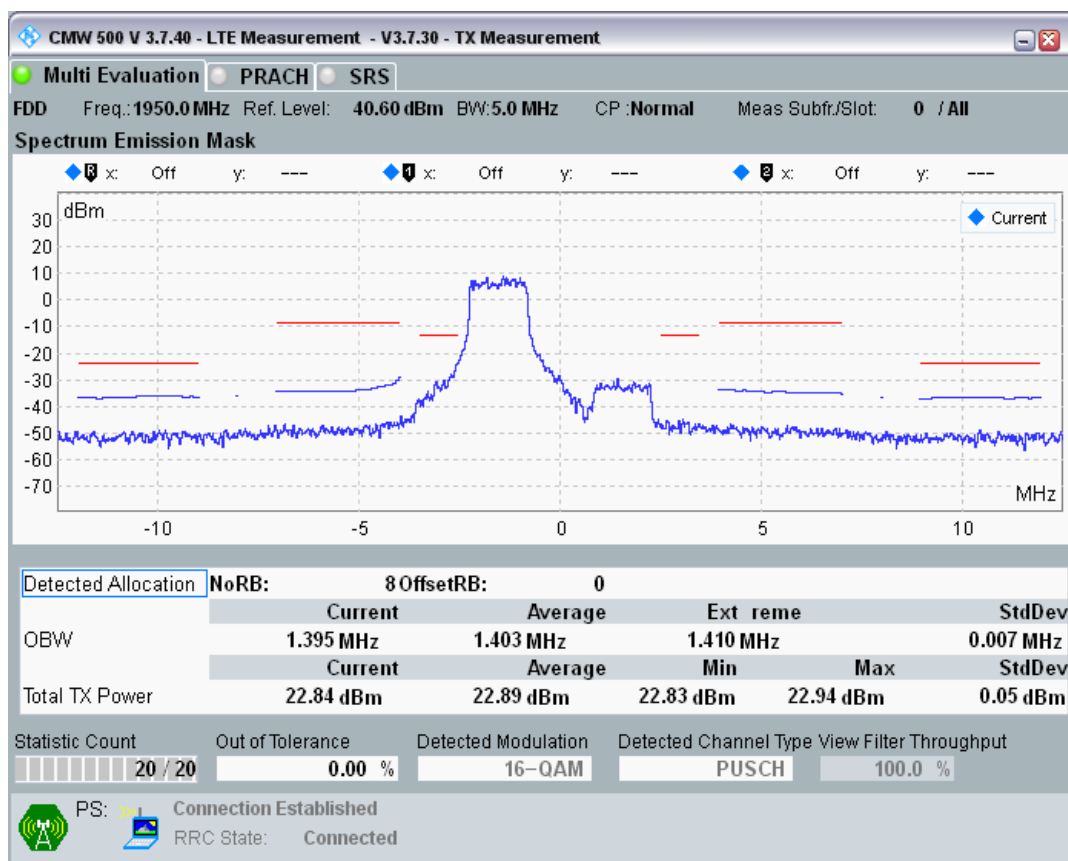 CMW 500 V 3.7.40 - LTE Measurement - V3.7.30 - TX Measurement
Multi Evaluation PRACH SRS
FDD Freq.: 1950.0 MHz Ref. Level: 40.60 dBm BW: 5.0 MHz CP :Normal Meas Subfr./Slot: 0 / All
Spectrum Emission Mask
R x: Off y: --- 1 x: Off y: --- 2 x: Off y: ---
dBm
Current
30
20
10
0
-10
-20
-30
-40
-50
-60
-70
MHz
-10 -5 0 5 10
Detected Allocation NoRB: 8 OffsetRB: 0
Current Average Ext reme StdDev
OBW 1.395 MHz 1.403 MHz 1.410 MHz 0.007 MHz
Current Average Min Max StdDev
Total TX Power 22.84 dBm 22.89 dBm 22.83 dBm 22.94 dBm 0.05 dBm
Statistic Count Out of Tolerance Detected Modulation Detected Channel Type View Filter Throughput
20 / 20 0.00 % 16-QAM PUSCH 100.0 %
PS: Connection Established
RRC State: Connected